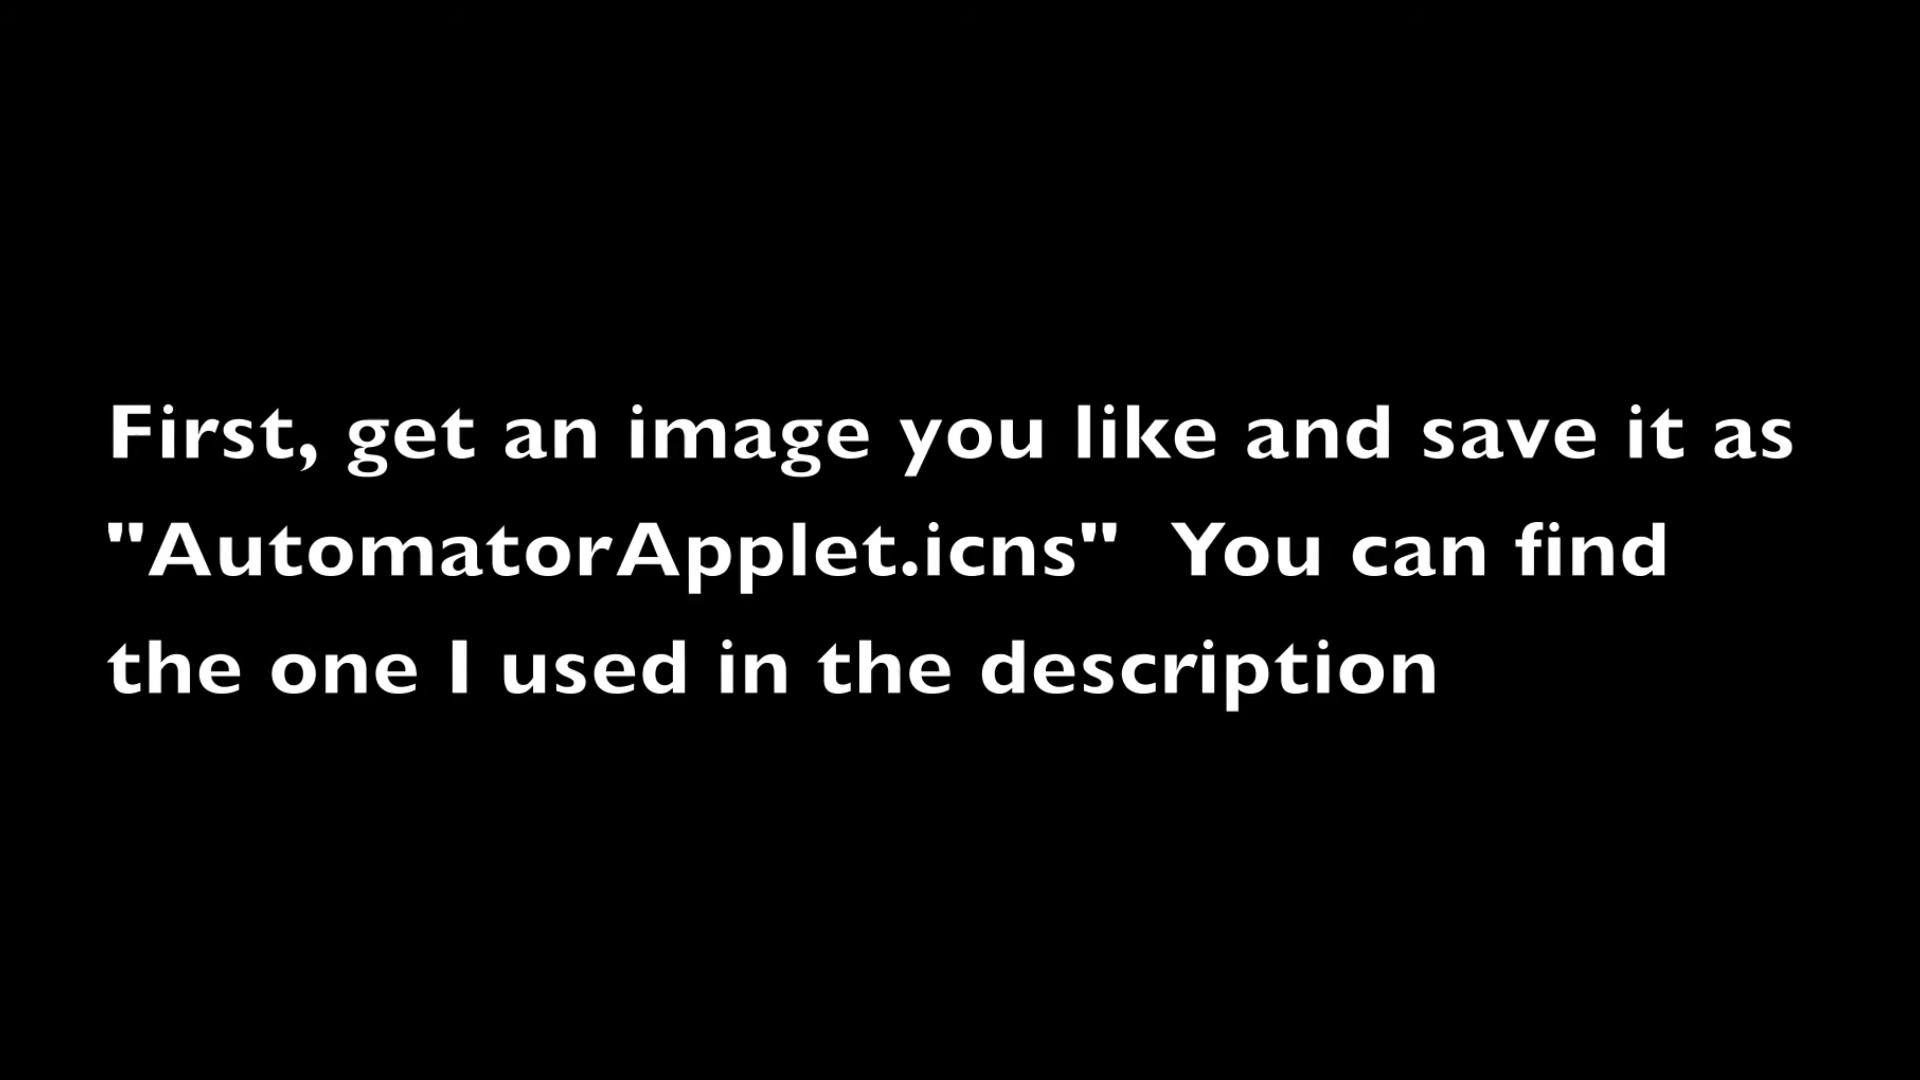 First, get an image you like and save it as
"AutomatorApplet.icns"  You can find
the one I used in the description